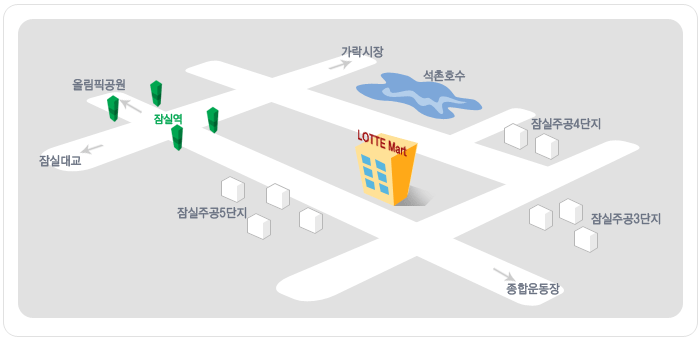 가락시장
석촌호수
올림픽공원
잠실역
잠실주공4단지
LOTTE Mart
잠실대교
잠실주공5단지
잠실주공3단지
종합운동장